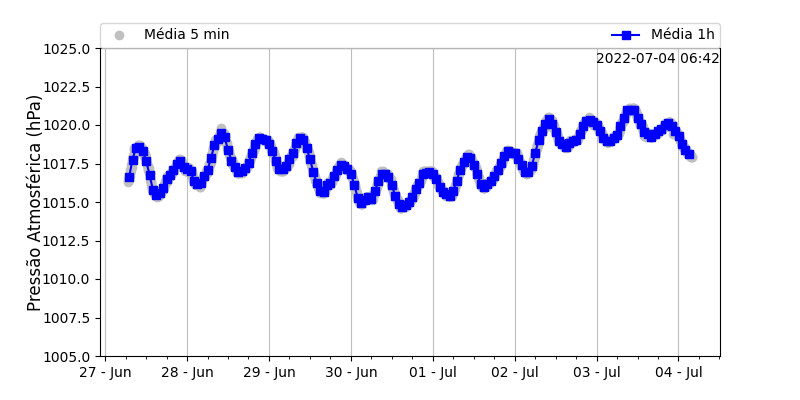 Média 5 min
Média 1h
2022-07-04 06:42
Pressão Atmosférica (hPa)
1025.0
1022.5
1020.0
1017.5
1015.0
1012.5
1010.0
1007.5
1005.0
27 - Jun
28 - Jun
29 - Jun
30 - Jun
01 - Jul
02 - Jul
03 - Jul
04 - Jul